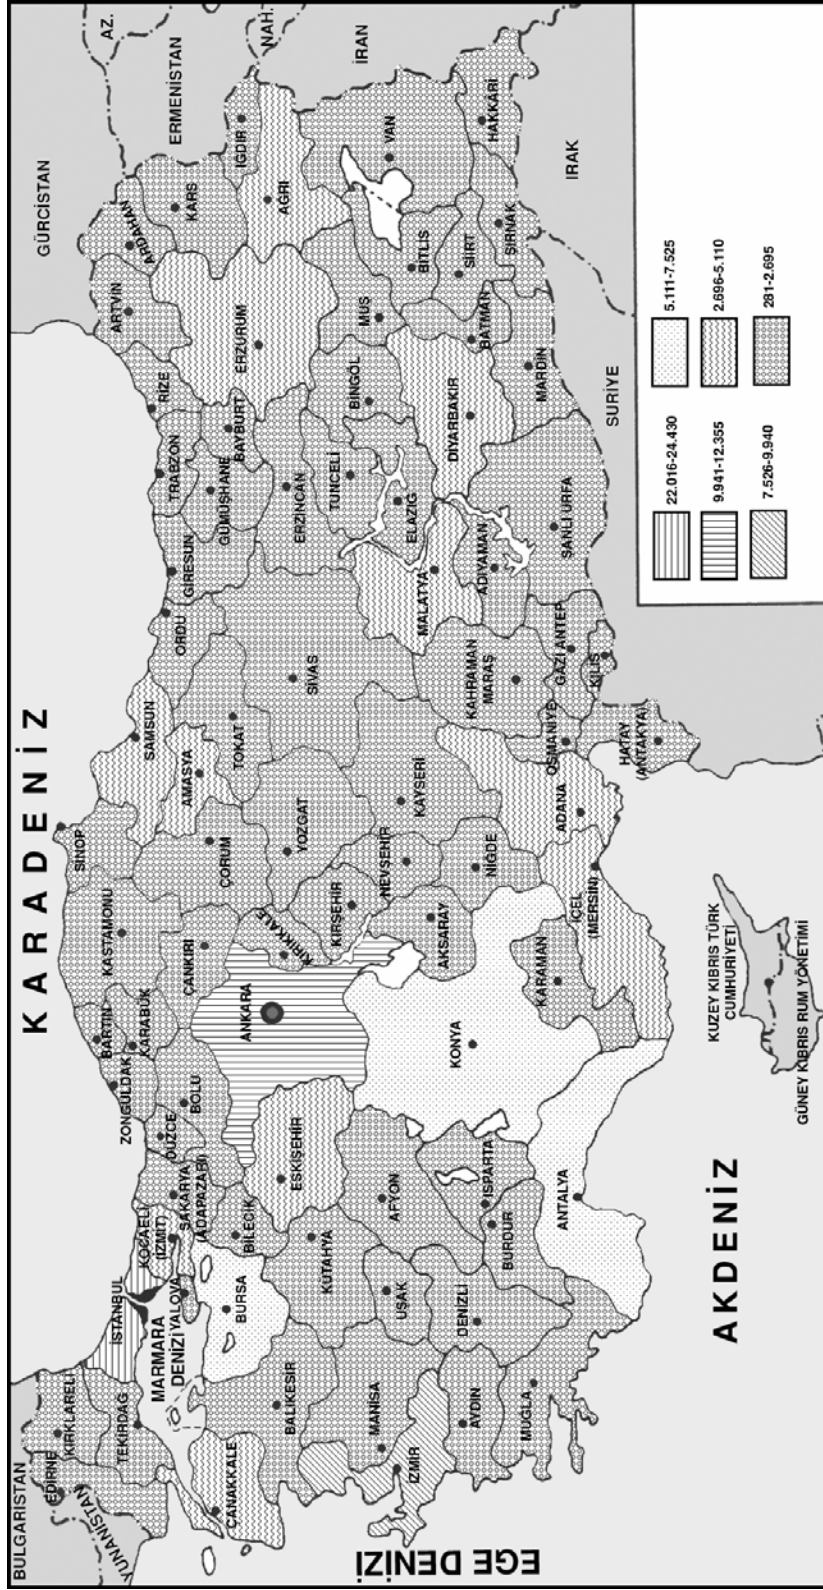 BULGARİSTAN
YUNANİSTAN
GÜRCİSTAN
ERMENİSTAN
AZ.
NAH.
İRAN
IRAK
SURİYE
KARADENİZ
EGE DENİZİ
AKDENİZ
MARMARA
DENİZİ
EDİRNE
KIRKLARELİ
TEKİRDAG
İSTANBUL
KOCAELİ
(İZMİT)
YALOVA
SAKARYA
(ADAPAZARI)
DÜZCE
ZONGULDAK
BARTIN
KARABÜK
BOLU
KASTAMONU
ÇANKIRI
SİNOP
ÇORUM
SAMSUN
AMASYA
TOKAT
ORDU
GİRESUN
GÜMÜSHANE
TRABZON
BAYBURT
RİZE
ARTVİN
ARDAHAN
KARS
IGDIR
AGRI
ERZURUM
ERZİNCAN
ÇANAKKALE
BALIKESİR
BURSA
BİLECİK
ESKİŞEHİR
KÜTAHYA
ANKARA
KIRIKKALE
KIRŞEHİR
YOZGAT
SİVAS
TUNCELİ
BİNGÖL
MUŞ
BİTLİS
VAN
HAKKARİ
ŞIRNAK
SİİRT
BATMAN
MARDİN
DİYARBAKIR
ELAZIG
MALATYA
ADIYAMAN
ŞANLI URFA
GAZİ ANTEP
KİLİS
KAHRAMAN
MARAŞ
OSMANİYE
HATAY
(ANTAKYA)
ADANA
İÇEL
(MERSİN)
KAYSERİ
NEVŞEHİR
NİGDE
AKSARAY
KONYA
KARAMAN
AFYON
UŞAK
MANİSA
İZMİR
AYDIN
MUGLA
DENİZLİ
BURDUR
ISPARTA
ANTALYA
KUZEY KIBRIS TÜRK
CUMHURİYETİ
GÜNEY KIBRIS RUM YÖNETİMİ
22.016-24.430
9.941-12.355
7.526-9.940
5.111-7.525
2.696-5.110
281-2.695